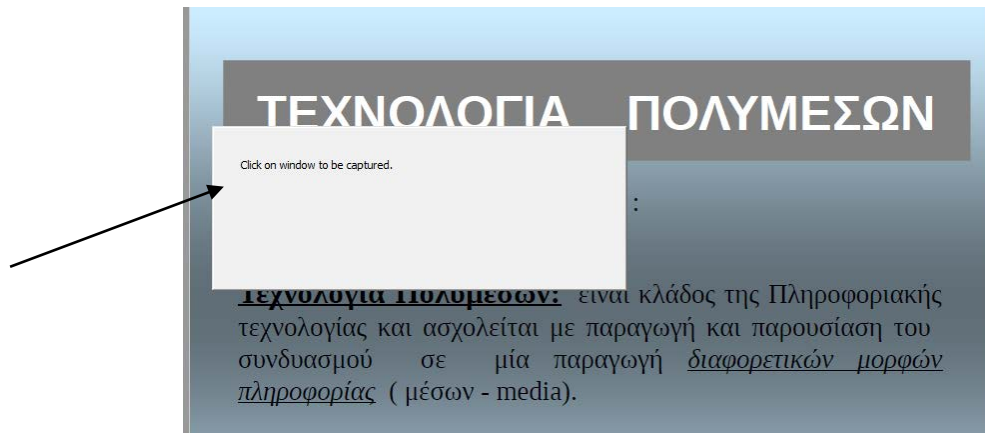 ΤΕΧΝΟΛΟΓΙΑ ΠΟΛΥΜΕΣΩΝ
Click on window to be captured.
:
Τεχνολογία Πολυμέσων: είναι κλάδος της Πληροφοριακής
τεχνολογίας και ασχολείται με παραγωγή και παρουσίαση του
συνδυασμού σε μία παραγωγή διαφορετικών μορφών
πληροφορίας ( μέσων - media).